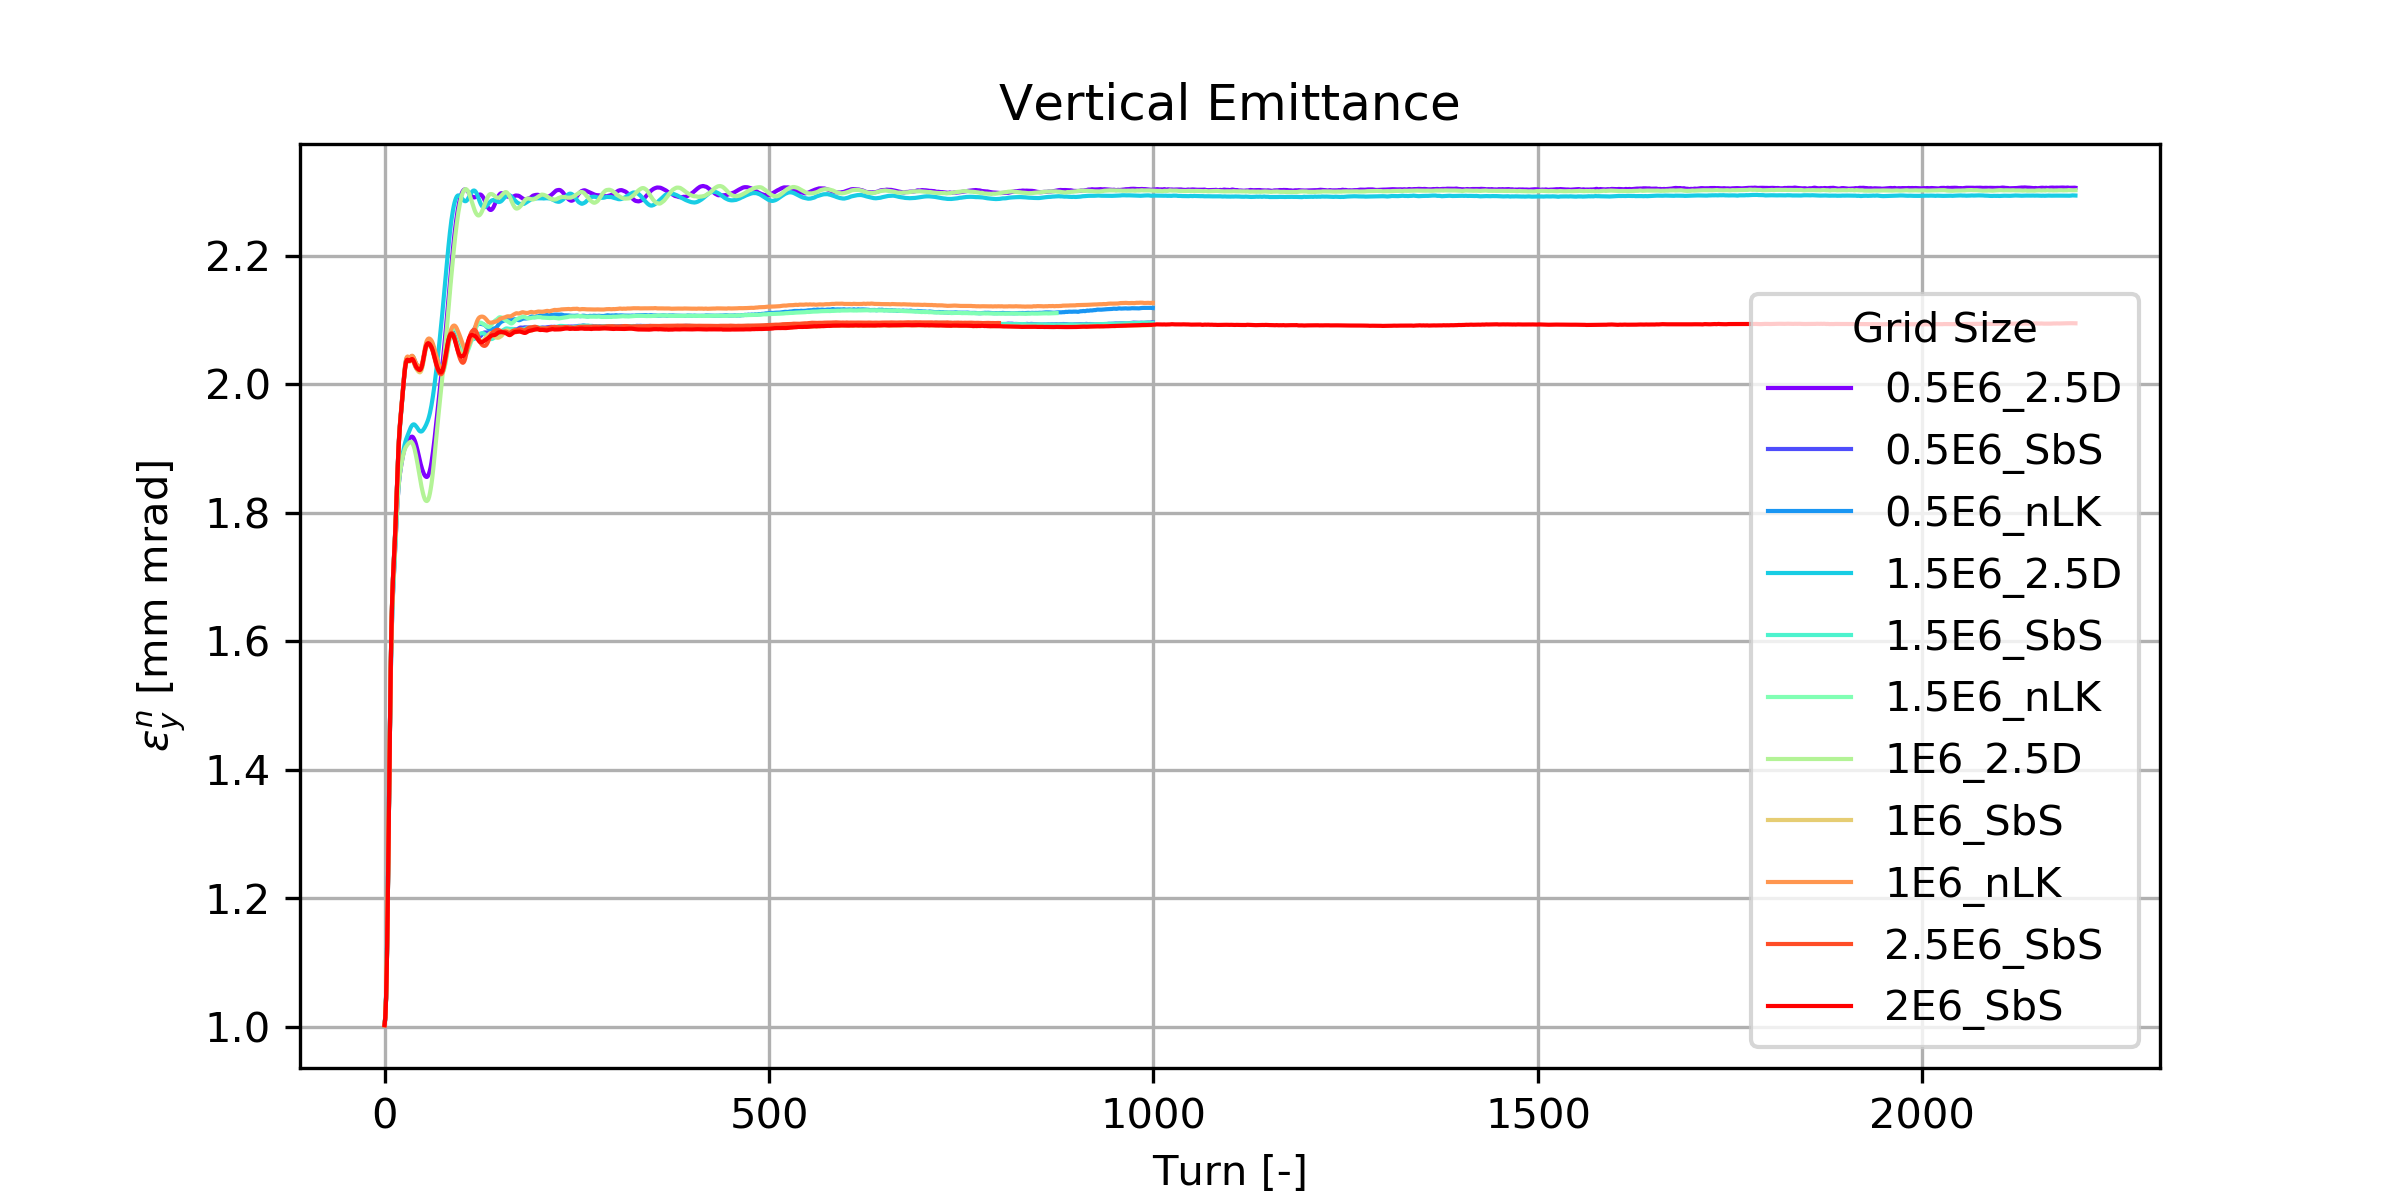 Vertical Emittance
ε_y^n [mm mrad]
2.2
2.0
1.8
1.6
1.4
1.2
1.0
0 500 1000 1500 2000
Turn [-]
Grid Size
0.5E6_2.5D
0.5E6_SbS
0.5E6_nLK
1.5E6_2.5D
1.5E6_SbS
1.5E6_nLK
1E6_2.5D
1E6_SbS
1E6_nLK
2.5E6_SbS
2E6_SbS